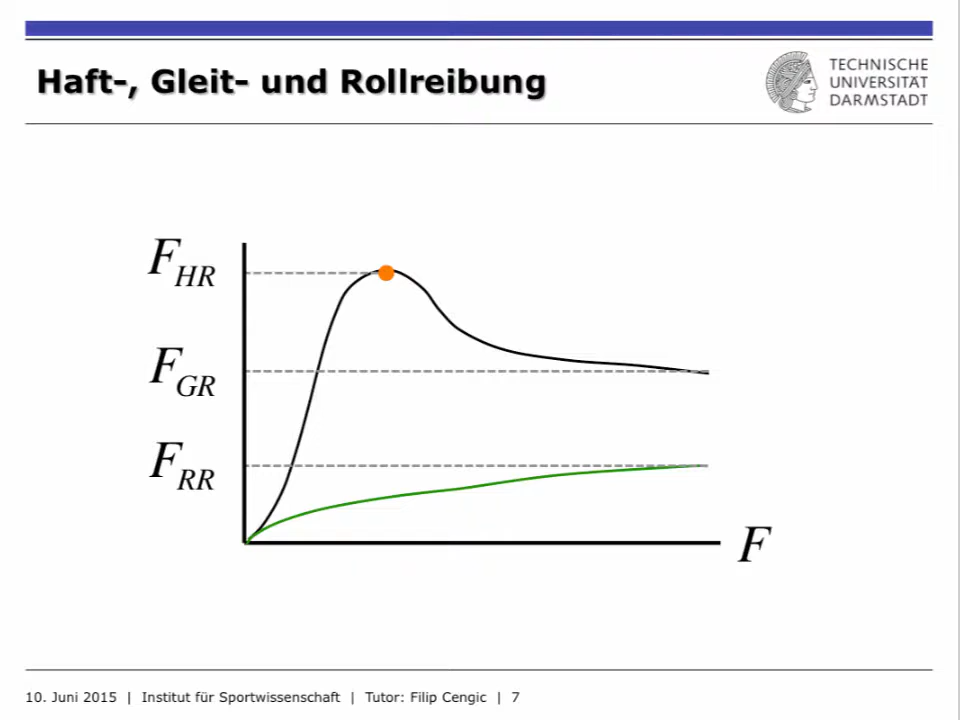 Haft-, Gleit- und Rollreibung
TECHNISCHE
UNIVERSITÄT
DARMSTADT
F_HR
F_GR
F_RR
F
10. Juni 2015 | Institut für Sportwissenschaft | Tutor: Filip Cengic | 7